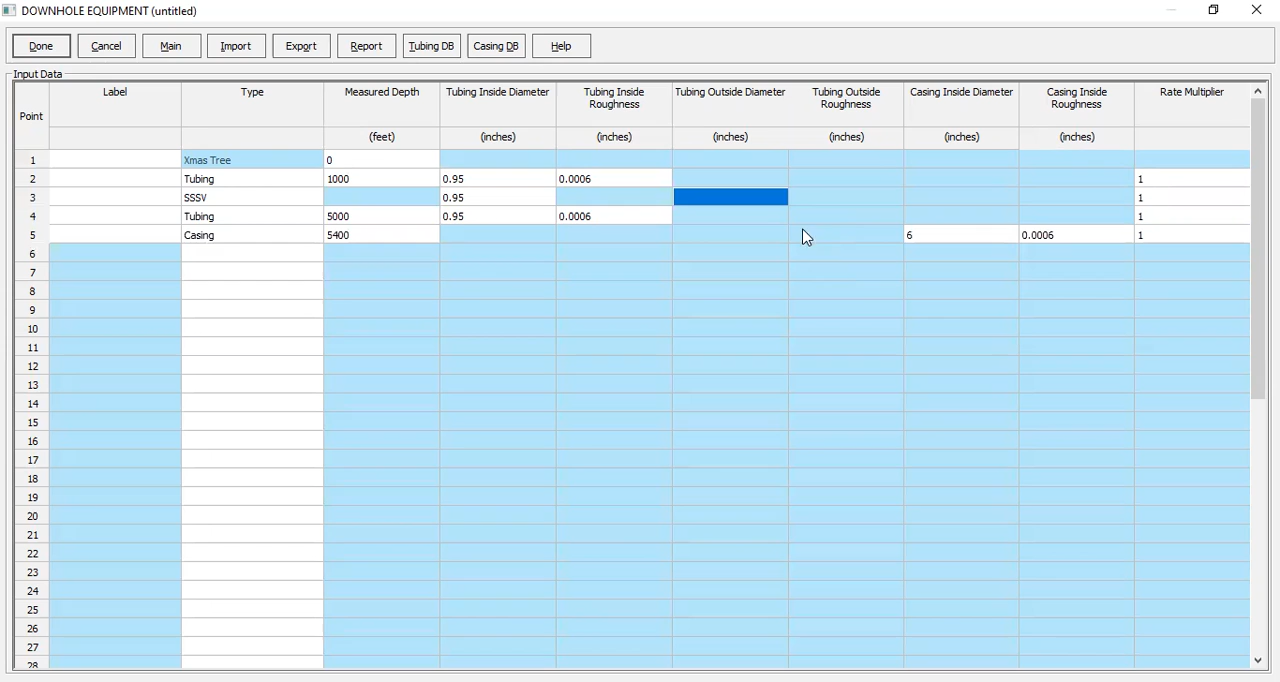 DOWNHOLE EQUIPMENT (untitled)
Done Cancel Main Import Export Report Tubing DB Casing DB Help
Input Data
Point Label Type Measured Depth Tubing Inside Diameter Tubing Inside Roughness Tubing Outside Diameter Tubing Outside Roughness Casing Inside Diameter Casing Inside Roughness Rate Multiplier
(feet) (inches) (inches) (inches) (inches) (inches) (inches)
1 Xmas Tree 0
2 Tubing 1000 0.95 0.0006 1
3 SSSV 0.95 1
4 Tubing 5000 0.95 0.0006 1
5 Casing 5400 6 0.0006 1
6
7
8
9
10
11
12
13
14
15
16
17
18
19
20
21
22
23
24
25
26
27
28